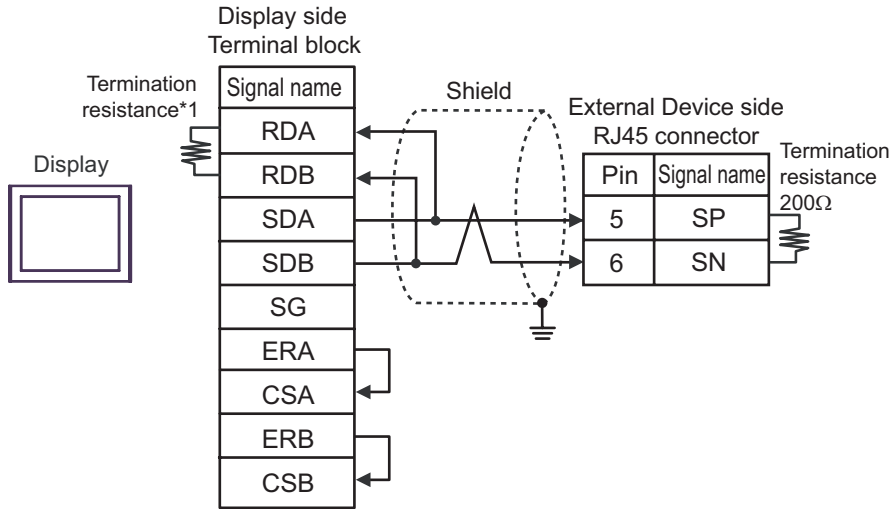 Display side
Terminal block
Termination
resistance*1
Signal name
RDA
RDB
SDA
SDB
SG
ERA
CSA
ERB
CSB
Display
Shield
External Device side
RJ45 connector
Pin Signal name
5 SP
6 SN
Termination
resistance
200Ω